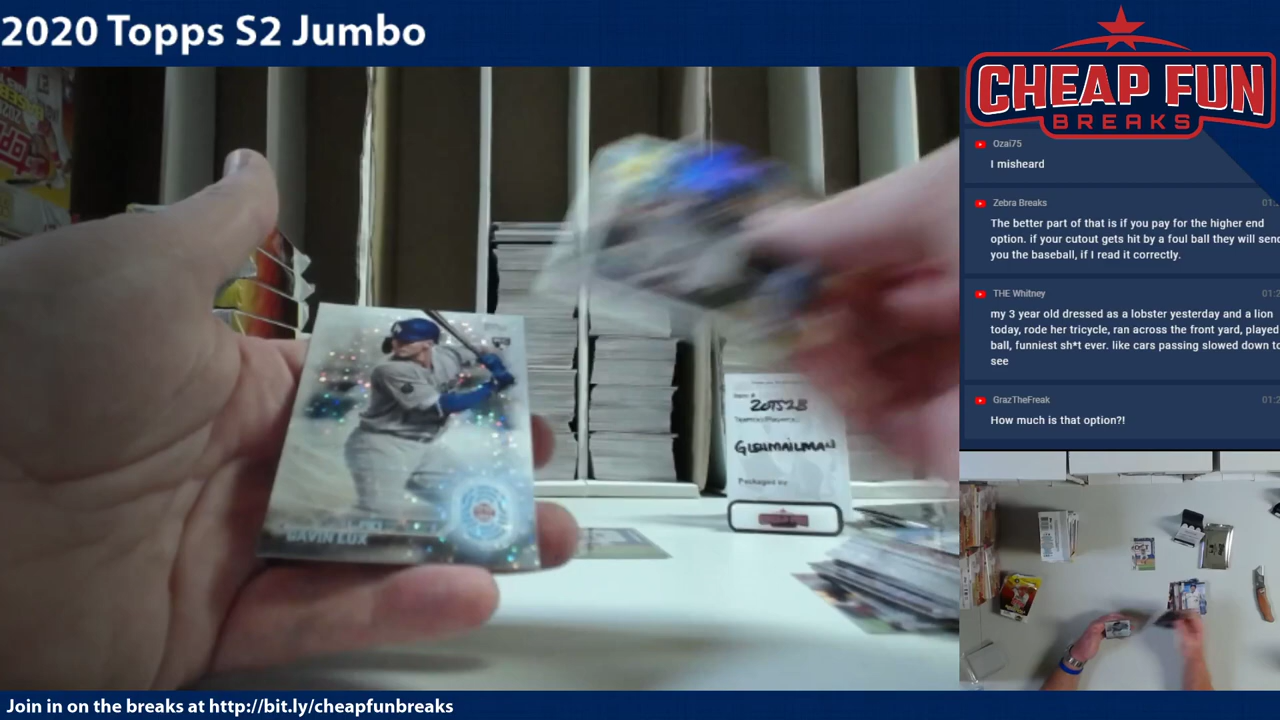 2020 Topps S2 Jumbo
CHEAP FUN
BREAKS
Ozai75
I misheard
Zebra Breaks
The better part of that is if you pay for the higher end
option. if your cutout gets hit by a foul ball they will send
you the baseball, if I read it correctly.
THE Whitney
my 3 year old dressed as a lobster yesterday and a lion
today, rode her tricycle, ran across the front yard, played
ball, funniest sh*t ever. like cars passing slowed down to
see
GrazTheFreak
How much is that option?!
20TS2B
Packaged by
GAVIN LUX
Join in on the breaks at http://bit.ly/cheapfunbreaks